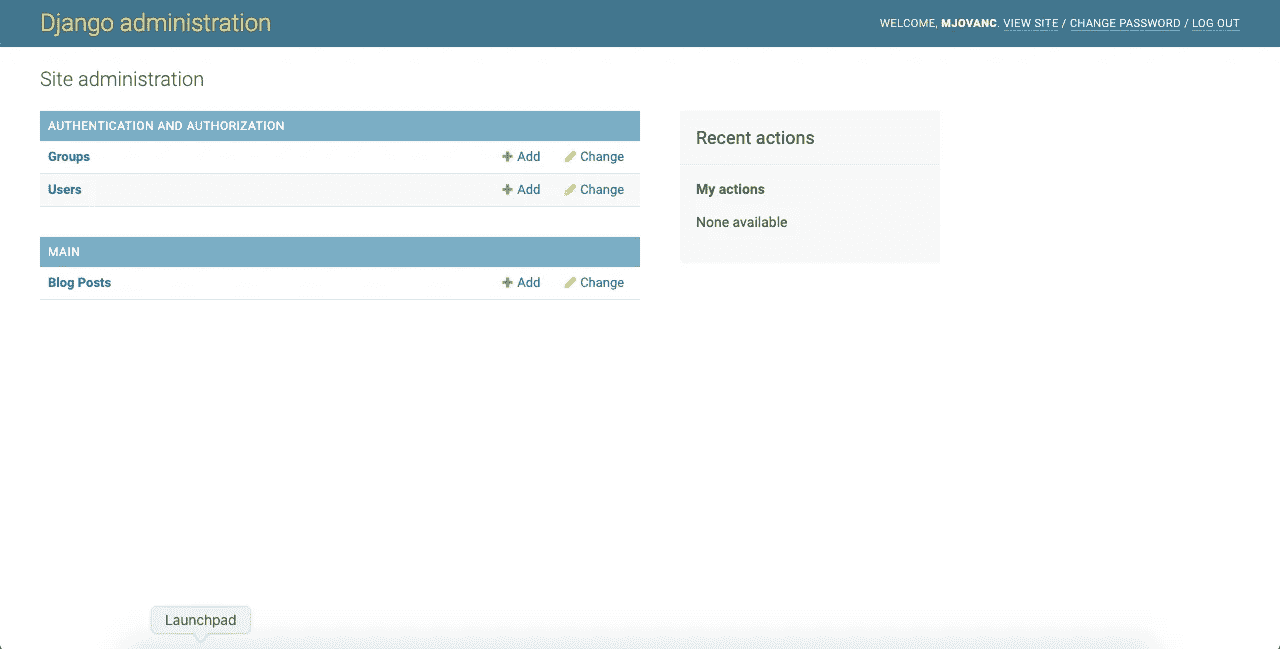 Django administration
WELCOME, MJOVANC. VIEW SITE / CHANGE PASSWORD / LOG OUT
Site administration
AUTHENTICATION AND AUTHORIZATION
Groups + Add Change
Users + Add Change
MAIN
Blog Posts + Add Change
Recent actions
My actions
None available
Launchpad